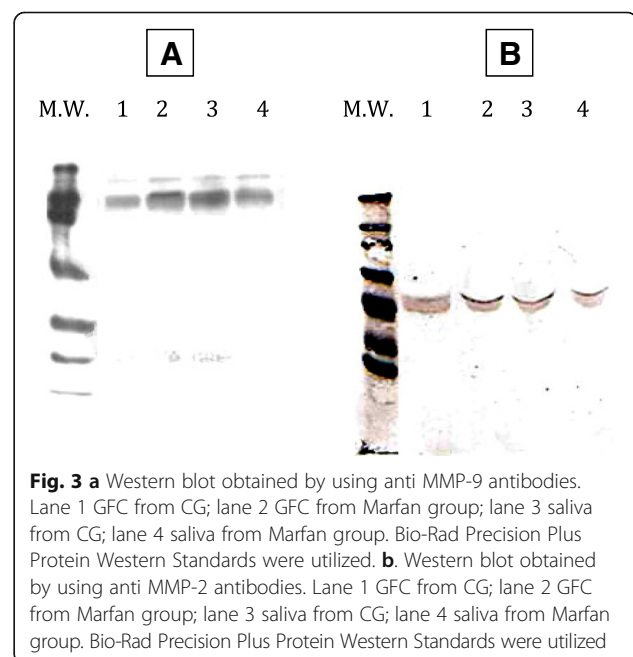 A B
M.W. 1 2 3 4 M.W. 1 2 3 4
Fig. 3 a Western blot obtained by using anti MMP-9 antibodies.
Lane 1 GFC from CG; lane 2 GFC from Marfan group; lane 3 saliva
from CG; lane 4 saliva from Marfan group. Bio-Rad Precision Plus
Protein Western Standards were utilized. b. Western blot obtained
by using anti MMP-2 antibodies. Lane 1 GFC from CG; lane 2 GFC
from Marfan group; lane 3 saliva from CG; lane 4 saliva from Marfan
group. Bio-Rad Precision Plus Protein Western Standards were utilized